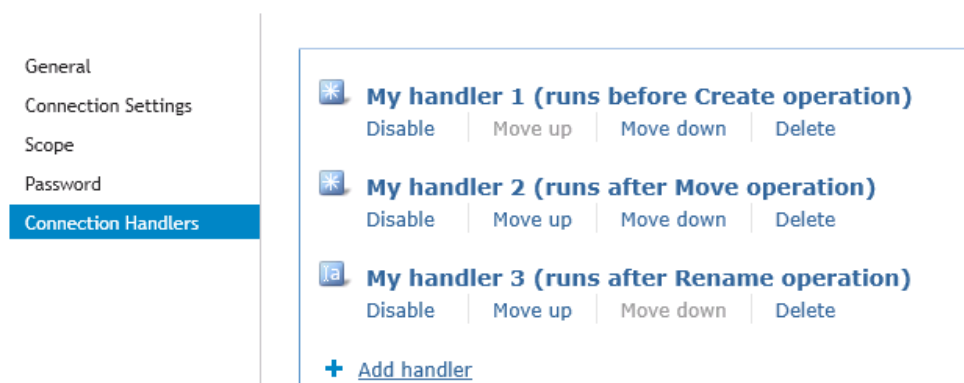 General
Connection Settings
Scope
Password
Connection Handlers
My handler 1 (runs before Create operation)
Disable Move up Move down Delete
My handler 2 (runs after Move operation)
Disable Move up Move down Delete
My handler 3 (runs after Rename operation)
Disable Move up Move down Delete
Add handler